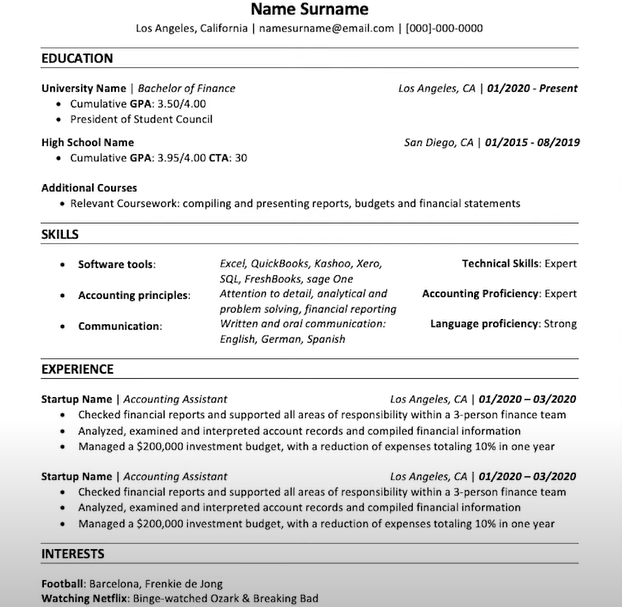 Name Surname
Los Angeles, California | namesurname@email.com | [000]-000-0000
EDUCATION
University Name | Bachelor of Finance Los Angeles, CA | 01/2020 - Present
• Cumulative GPA: 3.50/4.00
• President of Student Council
High School Name San Diego, CA | 01/2015 - 08/2019
• Cumulative GPA: 3.95/4.00 CTA: 30
Additional Courses
• Relevant Coursework: compiling and presenting reports, budgets and financial statements
SKILLS
• Software tools: Excel, QuickBooks, Kashoo, Xero, Technical Skills: Expert
SQL, FreshBooks, sage One
• Accounting principles: Attention to detail, analytical and Accounting Proficiency: Expert
problem solving, financial reporting
• Communication: Written and oral communication: Language proficiency: Strong
English, German, Spanish
EXPERIENCE
Startup Name | Accounting Assistant Los Angeles, CA | 01/2020 – 03/2020
• Checked financial reports and supported all areas of responsibility within a 3-person finance team
• Analyzed, examined and interpreted account records and compiled financial information
• Managed a $200,000 investment budget, with a reduction of expenses totaling 10% in one year
Startup Name | Accounting Assistant Los Angeles, CA | 01/2020 – 03/2020
• Checked financial reports and supported all areas of responsibility within a 3-person finance team
• Analyzed, examined and interpreted account records and compiled financial information
• Managed a $200,000 investment budget, with a reduction of expenses totaling 10% in one year
INTERESTS
Football: Barcelona, Frenkie de Jong
Watching Netflix: Binge-watched Ozark & Breaking Bad